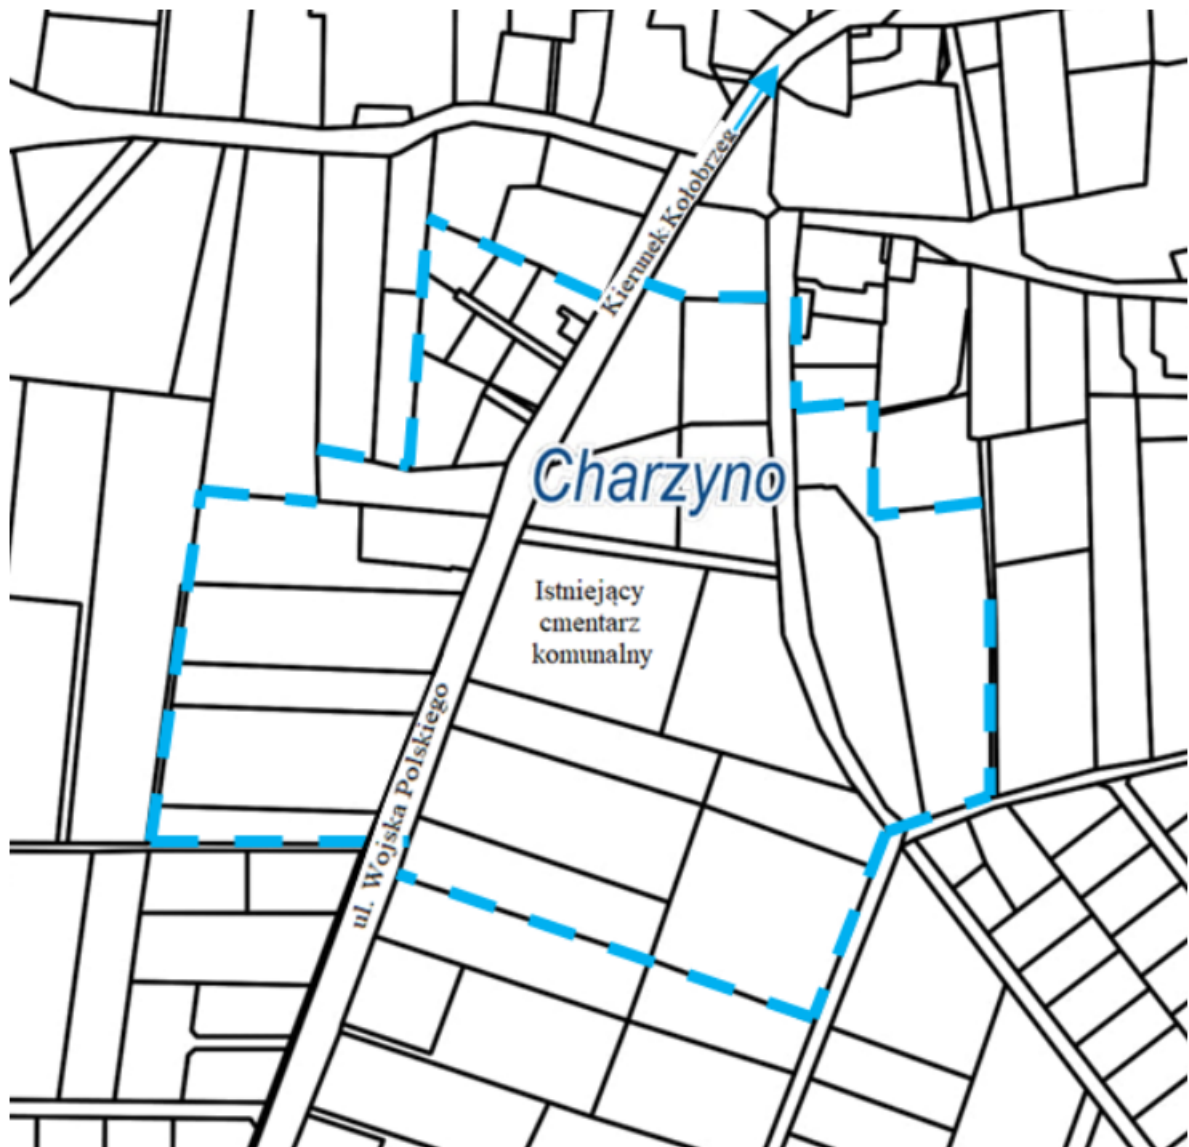 Kierunek Kołobrzeg
Charzyno
Istniejący
cmentarz
komunalny
ul. Wojska Polskiego